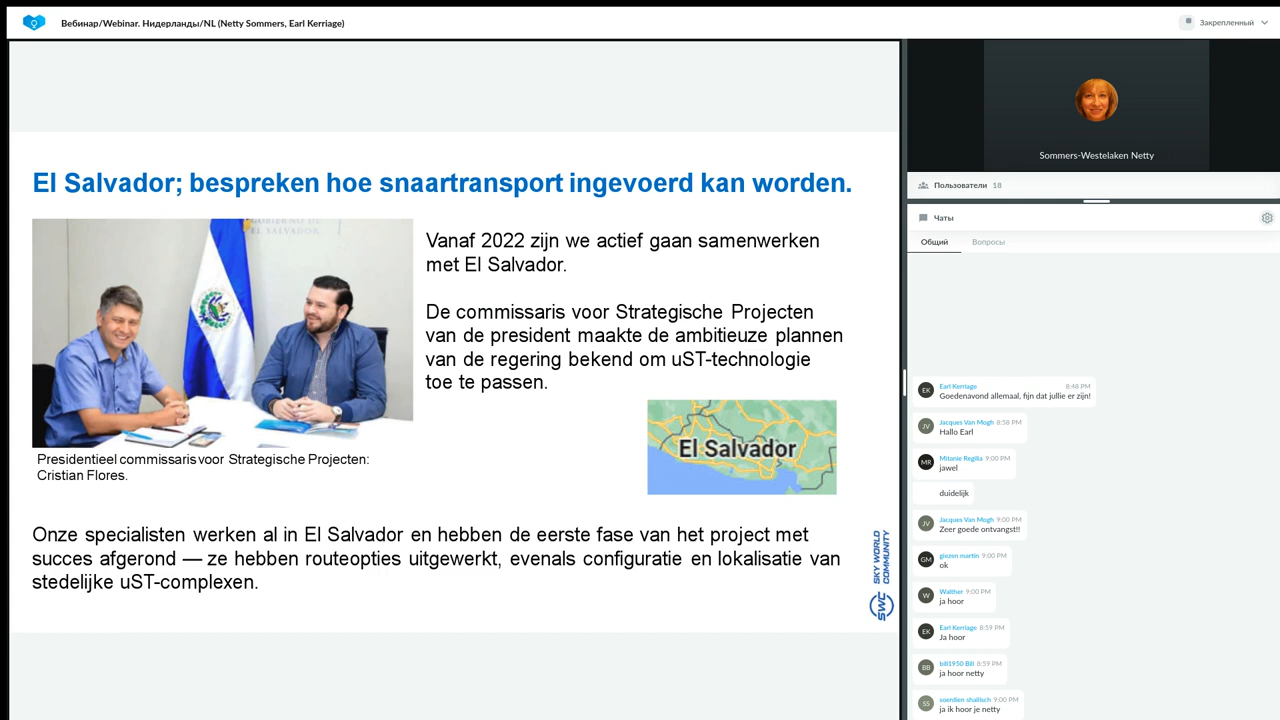 Вебинар/Webinar. Нидерланды/NL (Netty Sommers, Earl Kerriage)
Закрепленный
El Salvador; bespreken hoe snaartransport ingevoerd kan worden.
GOBIERNO DE
EL SALVADOR
Vanaf 2022 zijn we actief gaan samenwerken
met El Salvador.
De commissaris voor Strategische Projecten
van de president maakte de ambitieuze plannen
van de regering bekend om uST-technologie
toe te passen.
El Salvador
Presidentieel commissaris voor Strategische Projecten:
Cristian Flores.
Onze specialisten werken al in El Salvador en hebben de eerste fase van het project met
succes afgerond — ze hebben routeopties uitgewerkt, evenals configuratie en lokalisatie van
stedelijke uST-complexen.
SWC SKY WORLD
COMMUNITY
Sommers-Westelaken Netty
Пользователи 18
Чаты
Общий Вопросы
EK Earl Kerriage 8:48 PM
Goedenavond allemaal, fijn dat jullie er zijn!
JV Jacques Van Mogh 8:58 PM
Hallo Earl
MR Mitanie Regilia 9:00 PM
jawel
duidelijk
JV Jacques Van Mogh 9:00 PM
Zeer goede ontvangst!!
GM giezen martin 9:00 PM
ok
W Walther 9:00 PM
ja hoor
EK Earl Kerriage 8:59 PM
Ja hoor
BB bill1950 Bill 8:59 PM
ja hoor netty
SS soerdien shailisch 9:00 PM
ja ik hoor je netty